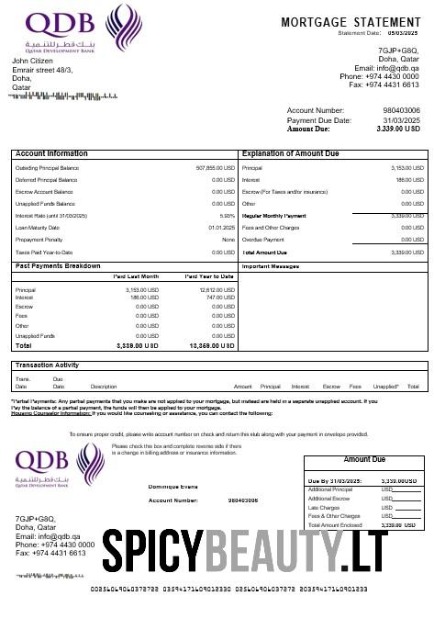 QDB
بنك قطر للتنمية
QATAR DEVELOPMENT BANK
MORTGAGE STATEMENT
Statement Date: 05/03/2025
7GJP+G8Q,
Doha, Qatar
Email: info@qdb.qa
Phone: +974 4430 0000
Fax: +974 4431 6613
John Citizen
Emrair street 48/3,
Doha,
Qatar
Account Number: 980403006
Payment Due Date: 31/03/2025
Amount Due: 3,339.00 USD
Account Information
Outstanding Principal Balance 507,855.00 USD
Deferred Principal Balance 0.00 USD
Escrow Account Balance 0.00 USD
Unapplied Funds Balance 0.00 USD
Interest Rate (until 31/03/2025)
Loan Maturity Date 01.01.2025
Prepayment Penalty None
Taxes Paid Year-to-Date 0.00 USD
Explanation of Amount Due
Principal 3,153.00 USD
Interest 186.00 USD
Escrow (For Taxes and/or insurance) 0.00 USD
Other 0.00 USD
Regular Monthly Payment 3,339.00 USD
Fees and Other Charges 0.00 USD
Overdue Payment 0.00 USD
Total Amount Due 3,339.00 USD
Past Payments Breakdown
Paid Last Month Paid Year to Date
Principal 3,153.00 USD 12,612.00 USD
Interest 186.00 USD 747.00 USD
Escrow 0.00 USD 0.00 USD
Fees 0.00 USD 0.00 USD
Other 0.00 USD 0.00 USD
Unapplied Funds 0.00 USD 0.00 USD
Total 3,339.00 USD 13,359.00 USD
Important Messages
Transaction Activity
Trans. Due.
Date Date. Description Amount Principal Interest Escrow Fees Unapplied* Total
*Partial Payments: Any partial payments that you make are not applied to your mortgage, but instead are held in a separate unapplied account. If you
Pay the balance of a partial payment, the funds will then be applied to your mortgage.
Housing Counselor Information: If you would like counseling or assistance, you can contact the following:
To ensure proper credit, please write account number on check and return this stub along with your payment in envelope provided.
QDB
بنك قطر للتنمية
QATAR DEVELOPMENT BANK
Please check this box and complete reverse side if there
is a change in billing address or insurance information.
Dominique Evans
Account Number: 980403006
Amount Due
Due By 31/03/2025: 3,339.00USD
Additional Principal USD
Additional Escrow USD
Late Charges USD
Fees & Other Charges USD
Total Amount Enclosed 3,339.00 USD
7GJP+G8Q,
Doha, Qatar
Email: info@qdb.qa
Phone: +974 4430 0000
Fax: +974 4431 6613
SPICYBEAUTY.LT